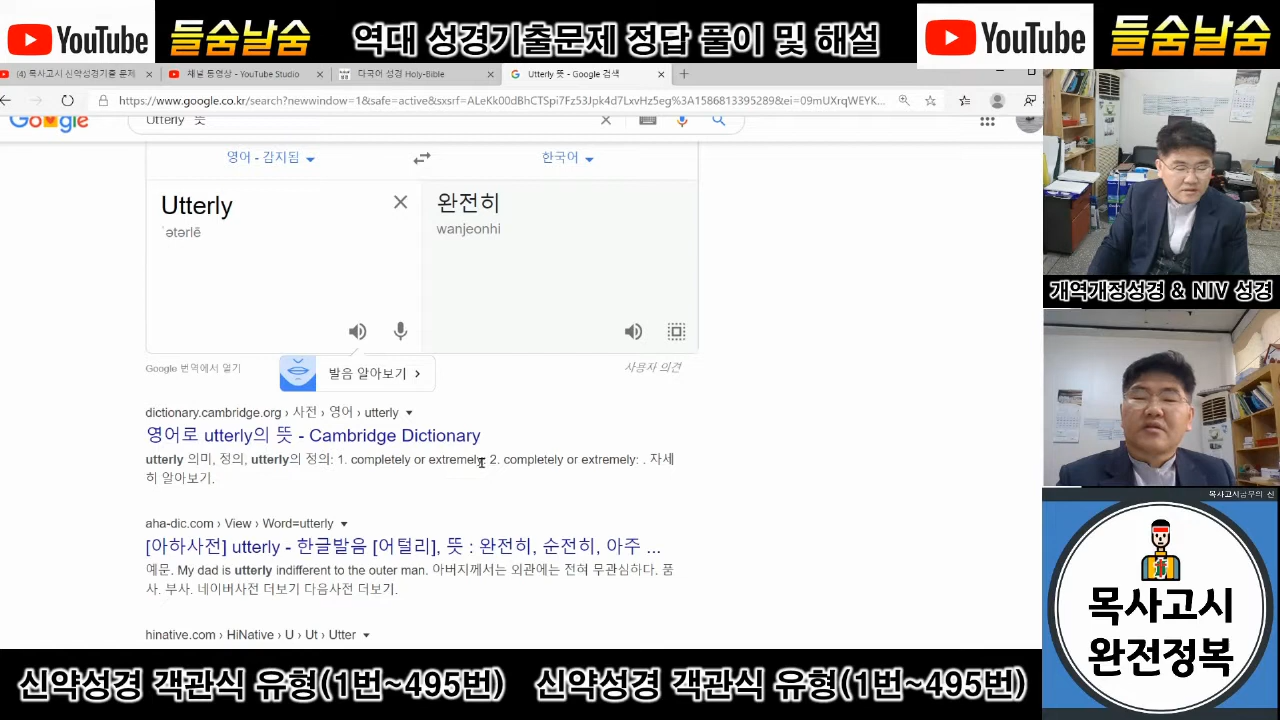 YouTube 들숨날숨 역대 성경기출문제 정답 풀이 및 해설 YouTube 들숨날숨
(4) 목사고시 신약성경기출 문제 × 채널 동영상 - YouTube Studio × 다국어 성경 Holy-Bible × Utterly 뜻 - Google 검색 × +
https://www.google.co.kr/search?newwindow=1&safe=active&sxsrf=ALeKk00dBhCTSpi7Fz53Jpk4d7LxvHz5eg%3A1586813395289&ei=09mUXrqWEYK...
Google Utterly 뜻
영어 - 감지됨 한국어
Utterly 완전히
ˈətərlē wanjeonhi
Google 번역에서 열기 발음 알아보기 사용자 의견
dictionary.cambridge.org › 사전 › 영어 › utterly
영어로 utterly의 뜻 - Cambridge Dictionary
utterly 의미, 정의, utterly의 정의: 1. completely or extremely: 2. completely or extremely: . 자세
히 알아보기.
aha-dic.com › View › Word=utterly
[아하사전] utterly - 한글발음 [어털리], 뜻 : 완전히, 순전히, 아주 ...
예문. My dad is utterly indifferent to the outer man. 아버지께서는 외관에는 전혀 무관심하다. 품
사. 부사. 네이버사전 더보기 다음사전 더보기.
hinative.com › HiNative › U › Ut › Utter
개역개정성경 & NIV 성경
목사고시공부의 신
목사고시
완전정복
신약성경 객관식 유형(1번~495번) 신약성경 객관식 유형(1번~495번)